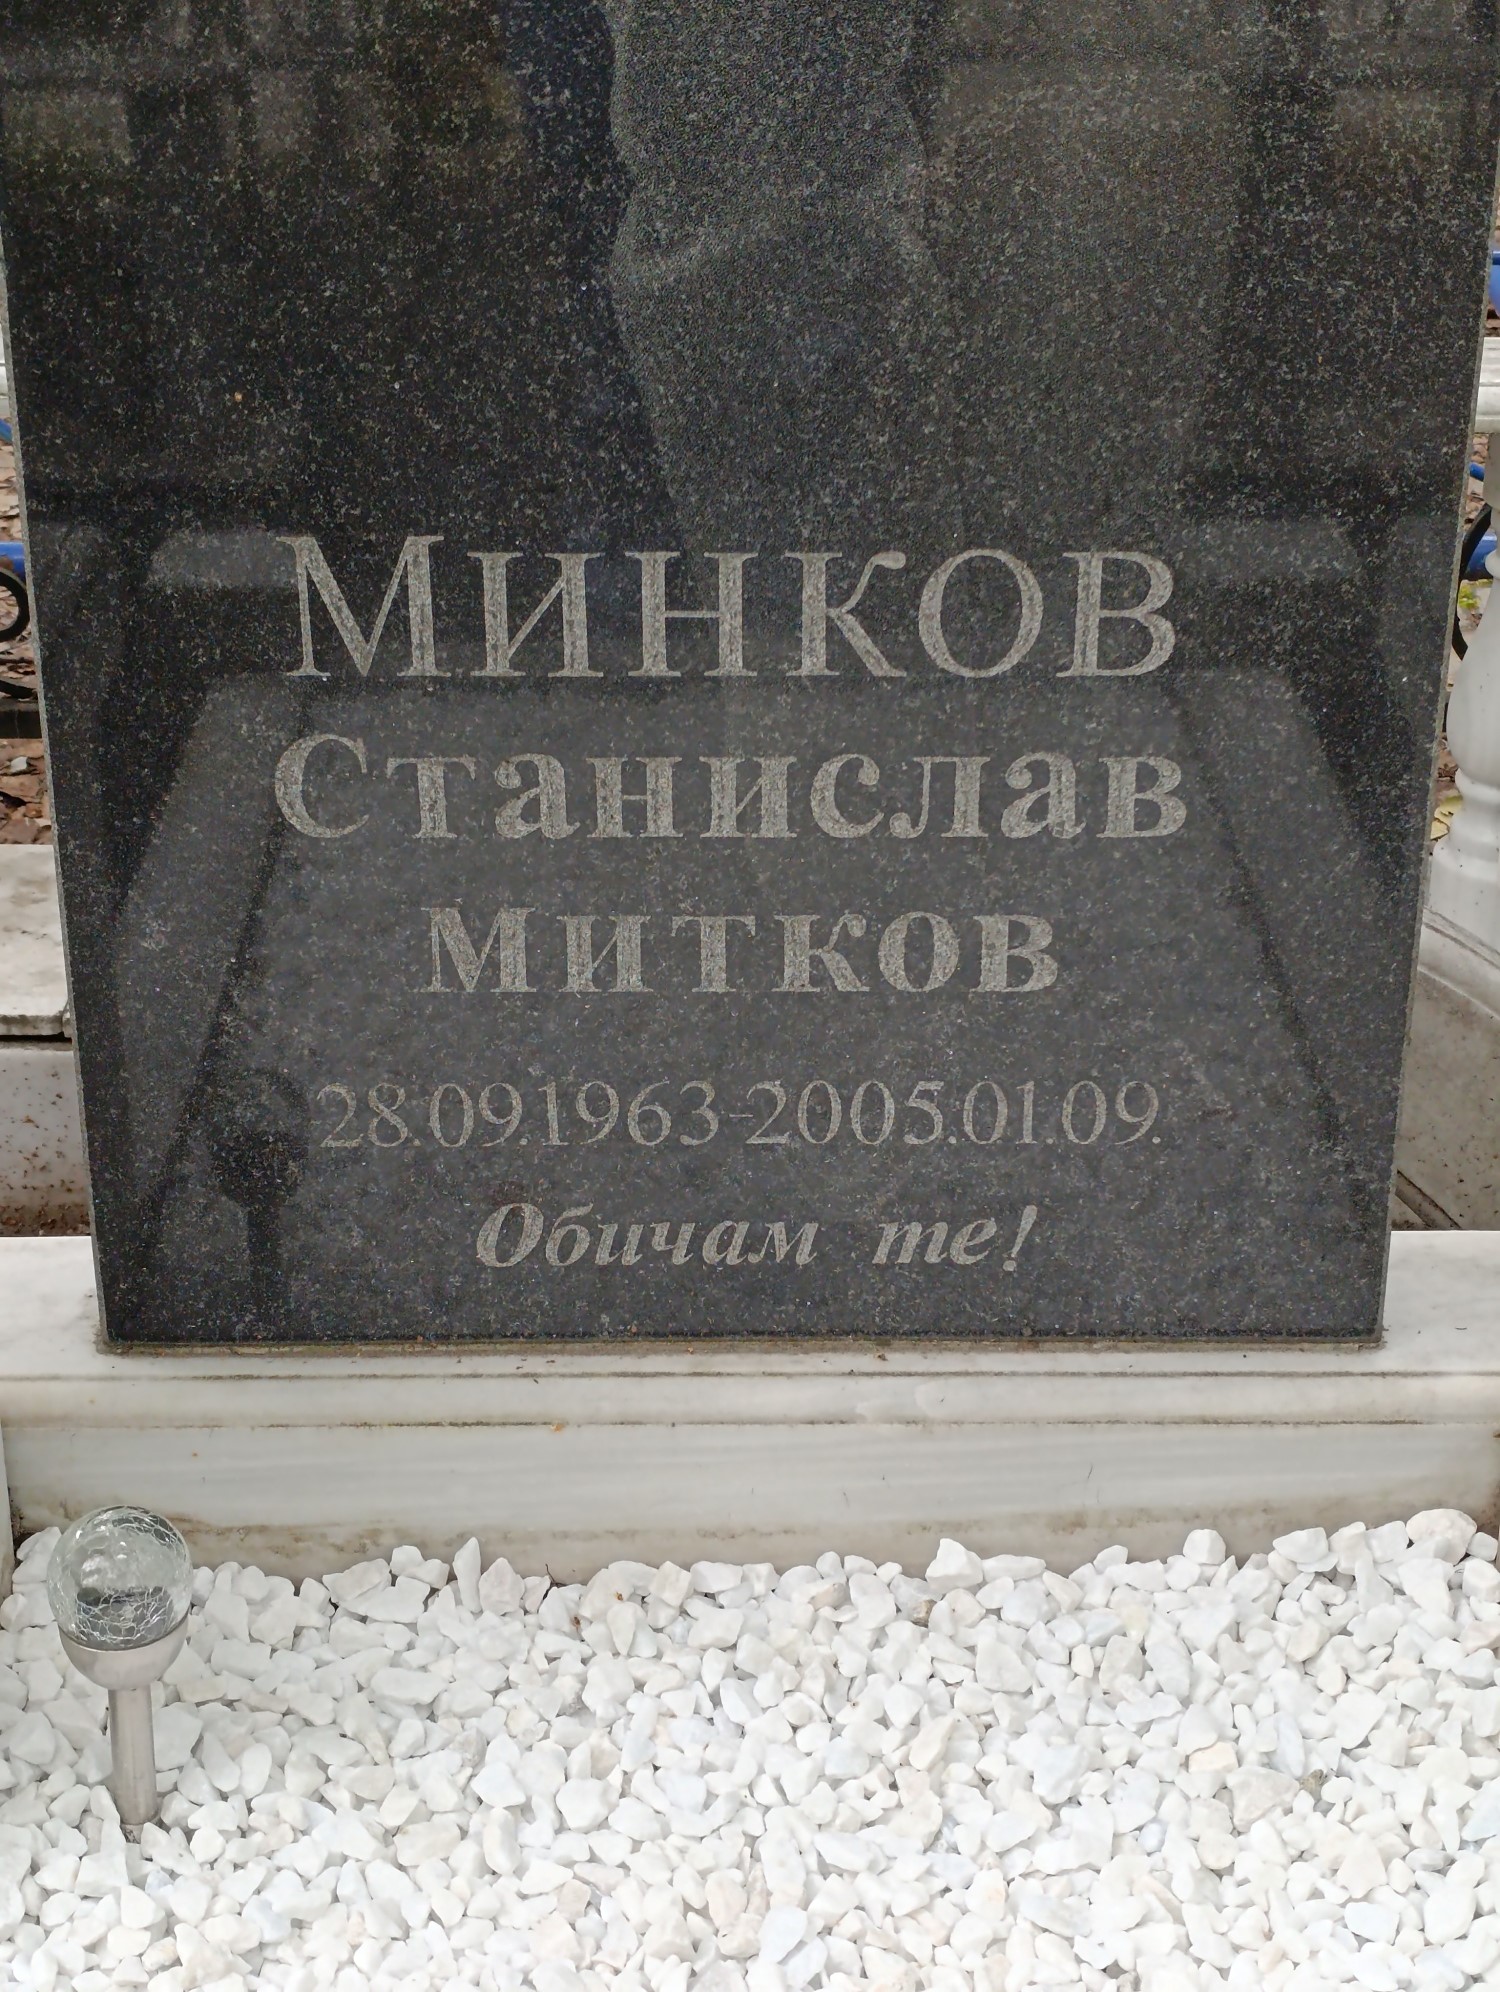 МИНКОВ
Станислав
митков
28.09.1963-2005.01.09.
Обичам те!